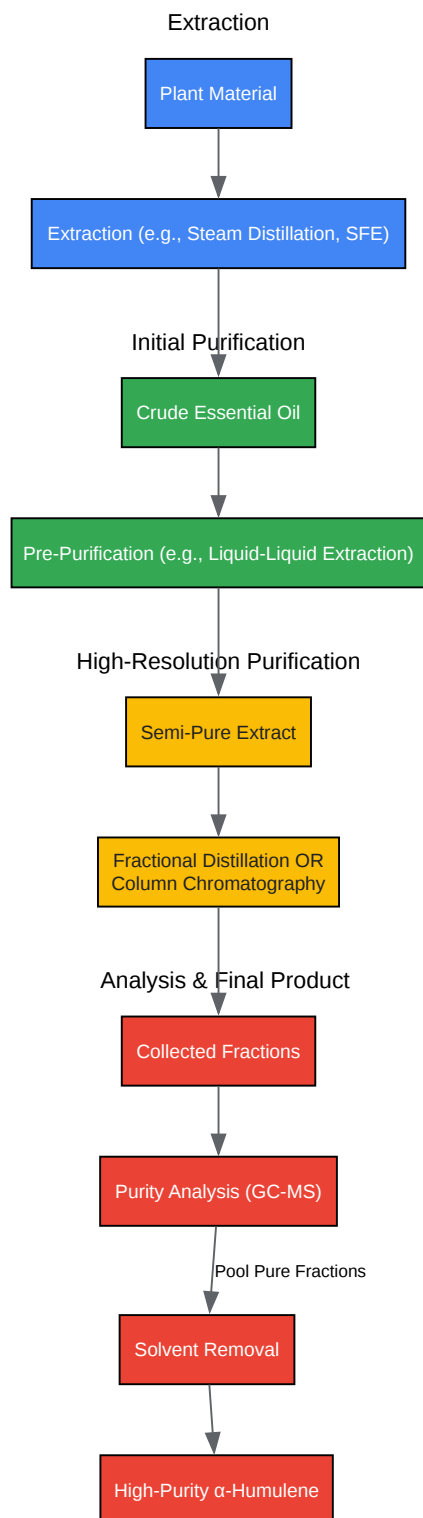 Extraction
Plant Material
Extraction (e.g., Steam Distillation, SFE)
Initial Purification
Crude Essential Oil
Pre-Purification (e.g., Liquid-Liquid Extraction)
High-Resolution Purification
Semi-Pure Extract
Fractional Distillation OR
Column Chromatography
Analysis & Final Product
Collected Fractions
Purity Analysis (GC-MS)
Pool Pure Fractions
Solvent Removal
High-Purity α-Humulene